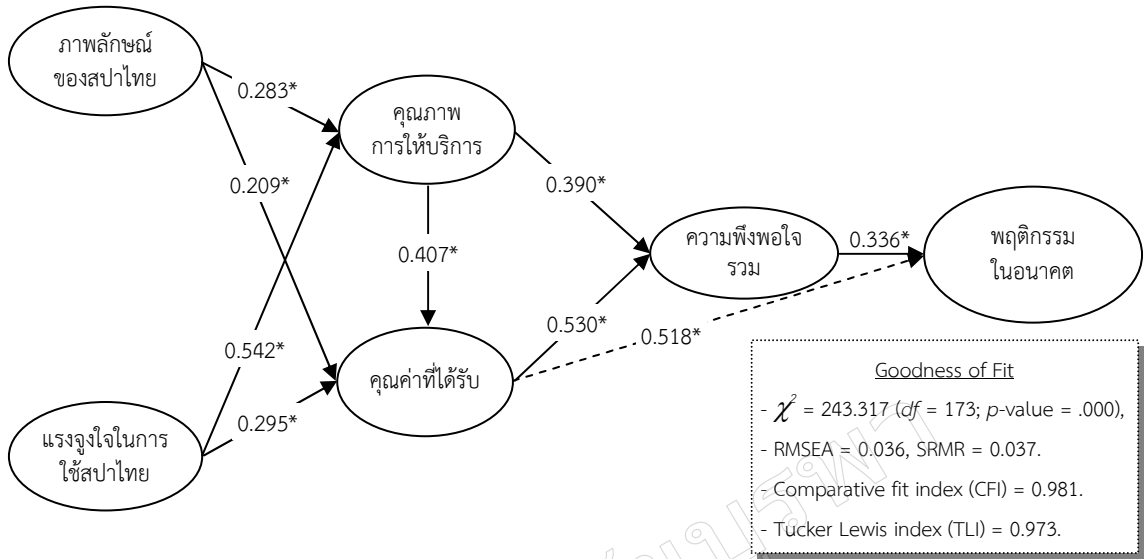 ภาพลักษณ์
ของสปาไทย
0.283*
คุณภาพ
การให้บริการ
0.209*
0.390*
ความพึงพอใจ
รวม
0.336*
พฤติกรรม
ในอนาคต
0.407*
0.530*
0.518*
0.542*
คุณค่าที่ได้รับ
0.295*
แรงจูงใจในการ
ใช้สปาไทย
Goodness of Fit
- χ² = 243.317 (df = 173; p-value = .000),
- RMSEA = 0.036, SRMR = 0.037.
- Comparative fit index (CFI) = 0.981.
- Tucker Lewis index (TLI) = 0.973.